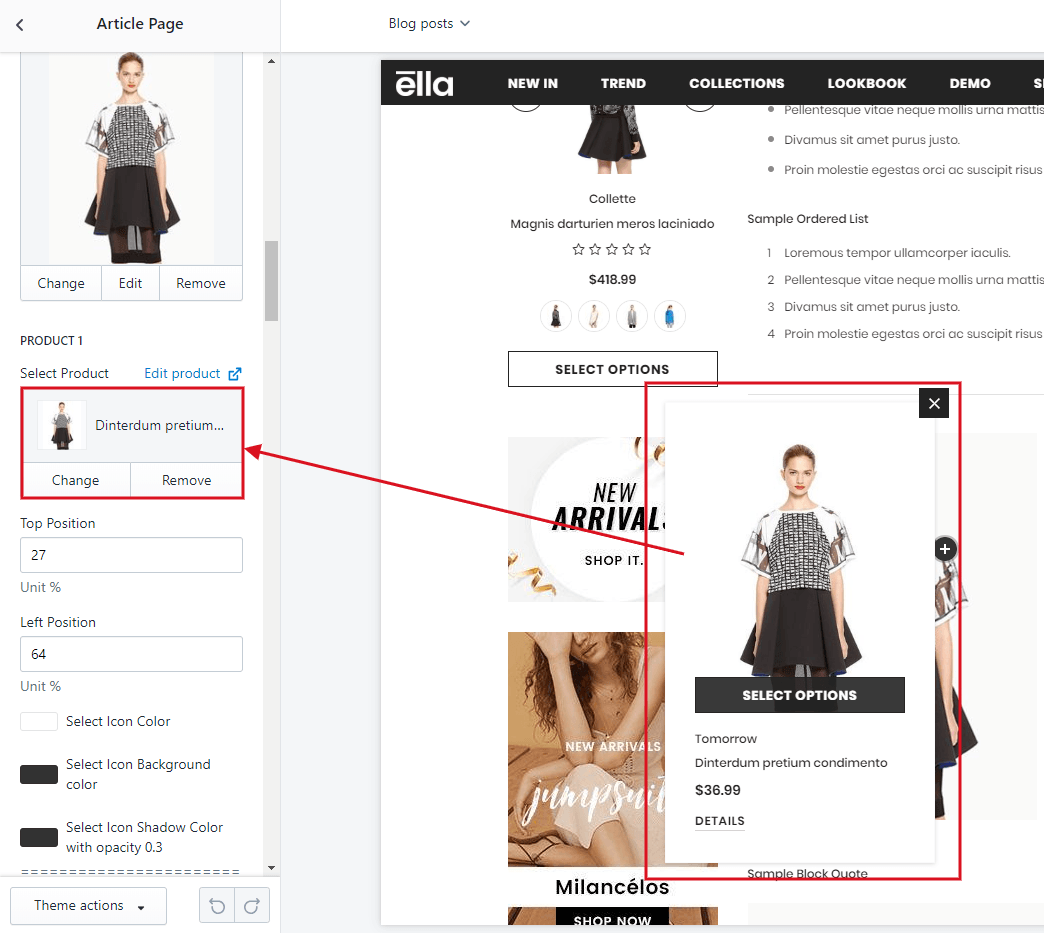 Article Page
Change
Edit
Remove
PRODUCT 1
Select Product
Edit product
Dinterdum pretium...
Change
Remove
Top Position
27
Unit %
Left Position
64
Unit %
Select Icon Color
Select Icon Background
color
Select Icon Shadow Color
with opacity 0.3
=======================
Theme actions
Blog posts
ēlla
NEW IN
TREND
COLLECTIONS
LOOKBOOK
DEMO
Collette
Magnis darturien meros laciniado
$418.99
SELECT OPTIONS
NEW
ARRIVALS
SHOP IT.
NEW ARRIVALS
jumpsuit
Milancélos
SHOP NOW
Pellentesque vitae neque mollis urna mattis
Divamus sit amet purus justo.
Proin molestie egestas orci ac suscipit risus
Sample Ordered List
1 Loremous tempor ullamcorper iaculis.
2 Pellentesque vitae neque mollis urna mattis
3 Divamus sit amet purus justo.
4 Proin molestie egestas orci ac suscipit risus
SELECT OPTIONS
Tomorrow
Dinterdum pretium condimento
$36.99
DETAILS
Sample Block Quote